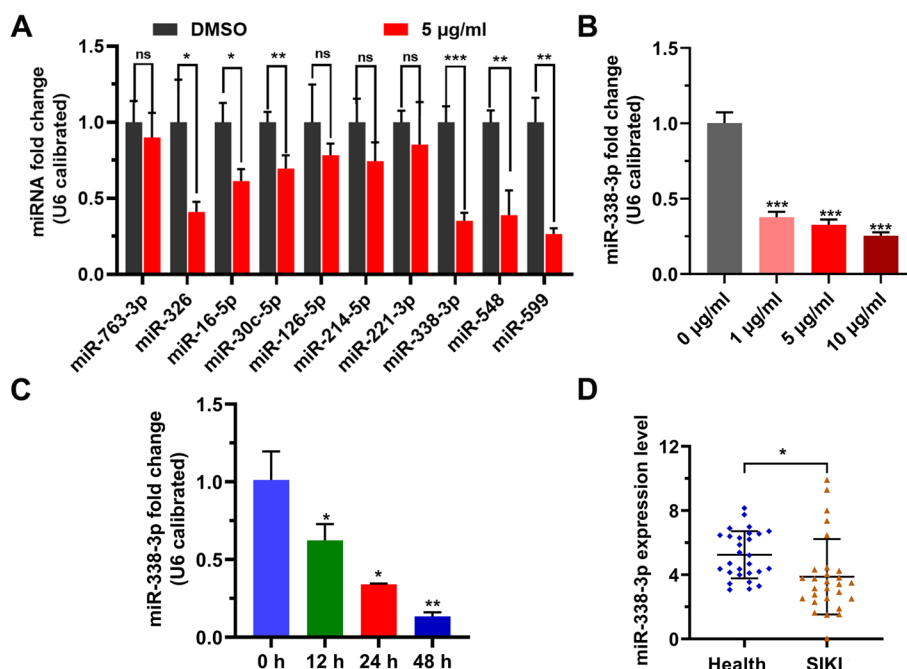 A
DMSO
5 µg/ml
miRNA fold change
(U6 calibrated)
1.5
1.0
0.5
0.0
ns
*
*
**
ns
ns
ns
***
**
**
miR-763-3p
miR-326
miR-16-5p
miR-30c-5p
miR-126-5p
miR-214-5p
miR-221-3p
miR-338-3p
miR-548
miR-599
B
miR-338-3p fold change
(U6 calibrated)
1.5
1.0
0.5
0.0
***
***
***
0 µg/ml
1 µg/ml
5 µg/ml
10 µg/ml
C
miR-338-3p fold change
(U6 calibrated)
1.5
1.0
0.5
0.0
*
*
**
0 h
12 h
24 h
48 h
D
miR-338-3p expression level
12
8
4
0
*
Health
SIKI